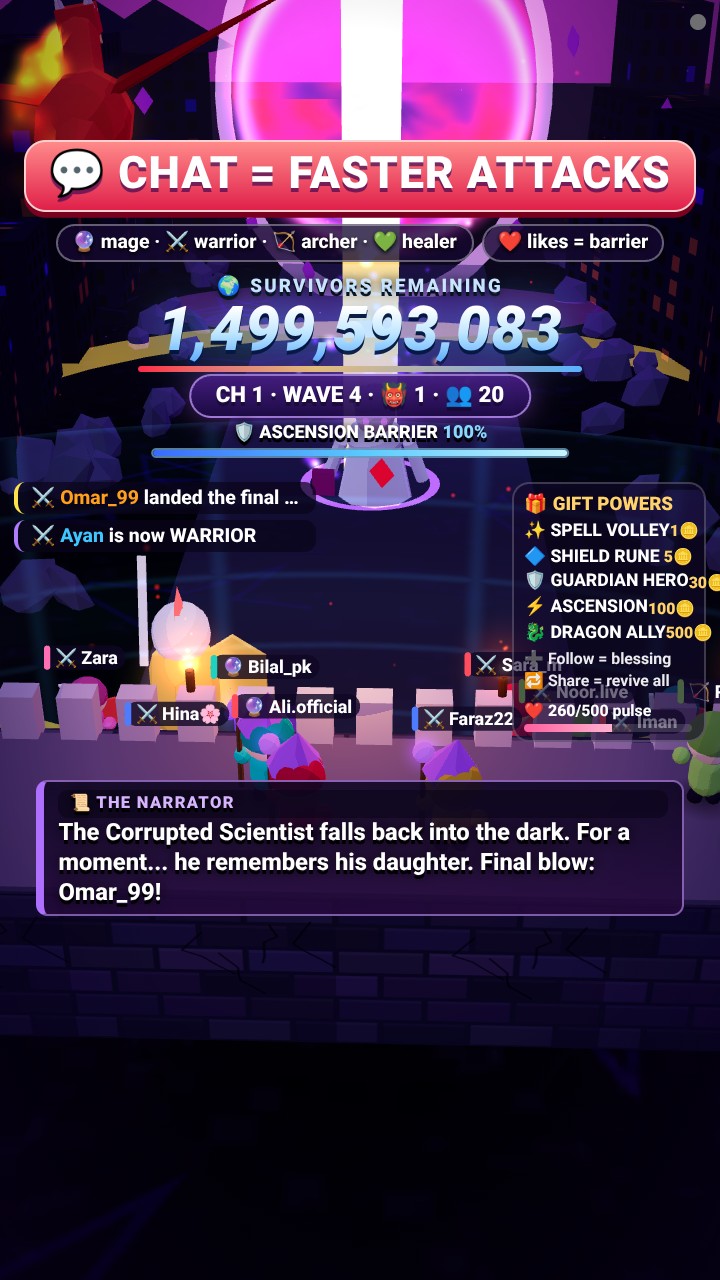 💬 CHAT = FASTER ATTACKS
🔮 mage · ⚔️ warrior · 🏹 archer · 💚 healer
❤️ likes = barrier
🌍 SURVIVORS REMAINING
1,499,593,083
CH 1 · WAVE 4 · 👹 1 · 👥 20
🛡️ ASCENSION BARRIER 100%
⚔️ Omar_99 landed the final ...
⚔️ Ayan is now WARRIOR
🎁 GIFT POWERS
✨ SPELL VOLLEY 1🪙
🔷 SHIELD RUNE 5🪙
🛡️ GUARDIAN HERO 30🪙
⚡ ASCENSION 100🪙
🐉 DRAGON ALLY 500🪙
➕ Follow = blessing
🔁 Share = revive all
❤️ 260/500 pulse
⚔️ Zara
🔮 Bilal_pk
⚔️ Noor.live
⚔️ Hina🌸
🔮 Ali.official
⚔️ Faraz22
⚔️ Iman
📜 THE NARRATOR
The Corrupted Scientist falls back into the dark. For a
moment... he remembers his daughter. Final blow:
Omar_99!